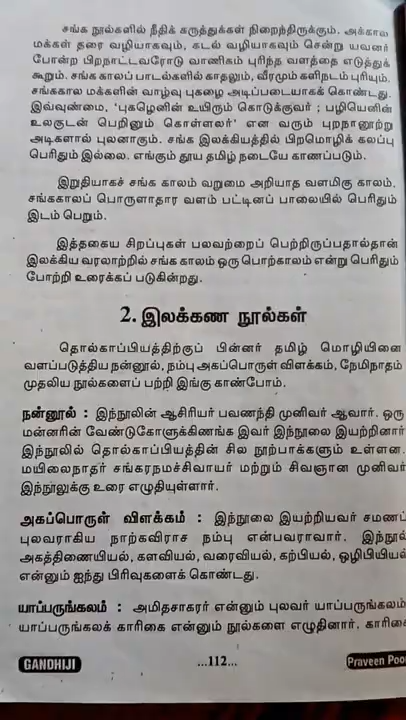 சங்க நூல்களில் நீதிக் கருத்துக்கள் நிறைந்திருக்கும். அக்கால
மக்கள் தரை வழியாகவும், கடல் வழியாகவும் சென்று யவனர்
போன்ற பிறநாட்டவரோடு வாணிகம் புரிந்த வளத்தை எடுத்துக்
கூறும். சங்க காலப் பாடல்களில் காதலும், வீரமும் களிநடம் புரியும்.
சங்ககால மக்களின் வாழ்வு புகழை அடிப்படையாகக் கொண்டது.
இவ்வுண்மை, 'புகழெனின் உயிரும் கொடுக்குவர் ; பழியெனின்
உலகுடன் பெறினும் கொள்ளலர்' என வரும் புறநானூற்று
அடிகளால் புலனாகும். சங்க இலக்கியத்தில் பிறமொழிக் கலப்பு
பெரிதும் இல்லை. எங்கும் தூய தமிழ் நடையே காணப்படும்.
இறுதியாகச் சங்க காலம் வறுமை அறியாத வளமிகு காலம்.
சங்ககாலப் பொருளாதார வளம் பட்டினப் பாலையில் பெரிதும்
இடம் பெறும்.
இத்தகைய சிறப்புகள் பலவற்றைப் பெற்றிருப்பதால்தான்
இலக்கிய வரலாற்றில் சங்க காலம் ஒரு பொற்காலம் என்று பெரிதும்
போற்றி உரைக்கப் படுகின்றது.
2. இலக்கண நூல்கள்
தொல்காப்பியத்திற்குப் பின்னர் தமிழ் மொழியினை
வளப்படுத்திய நன்னூல், நம்பு அகப்பொருள் விளக்கம், நேமிநாதம்
முதலிய நூல்களைப் பற்றி இங்கு காண்போம்.
நன்னூல் : இந்நூலின் ஆசிரியர் பவணந்தி முனிவர் ஆவார். ஒரு
மன்னரின் வேண்டுகோளுக்கிணங்க இவர் இந்நூலை இயற்றினார்
இந்நூலில் தொல்காப்பியத்தின் சில நூற்பாக்களும் உள்ளன.
மயிலைநாதர் சங்கரநமச்சிவாயர் மற்றும் சிவஞான முனிவர்
இந்நூலுக்கு உரை எழுதியுள்ளார்.
அகப்பொருள் விளக்கம் : இந்நூலை இயற்றியவர் சமணப்
புலவராகிய நாற்கவிராச நம்பு என்பவராவார். இந்நூல்
அகத்திணையியல், களவியல், வரைவியல், கற்பியல், ஒழிபியியல்
என்னும் ஐந்து பிரிவுகளைக் கொண்டது.
யாப்பருங்கலம் : அமிதசாகரர் என்னும் புலவர் யாப்பருங்கலம்
யாப்பருங்கலக் காரிகை என்னும் நூல்களை எழுதினார். காரிகை
GANDHIJI
...112...
Praveen Poo